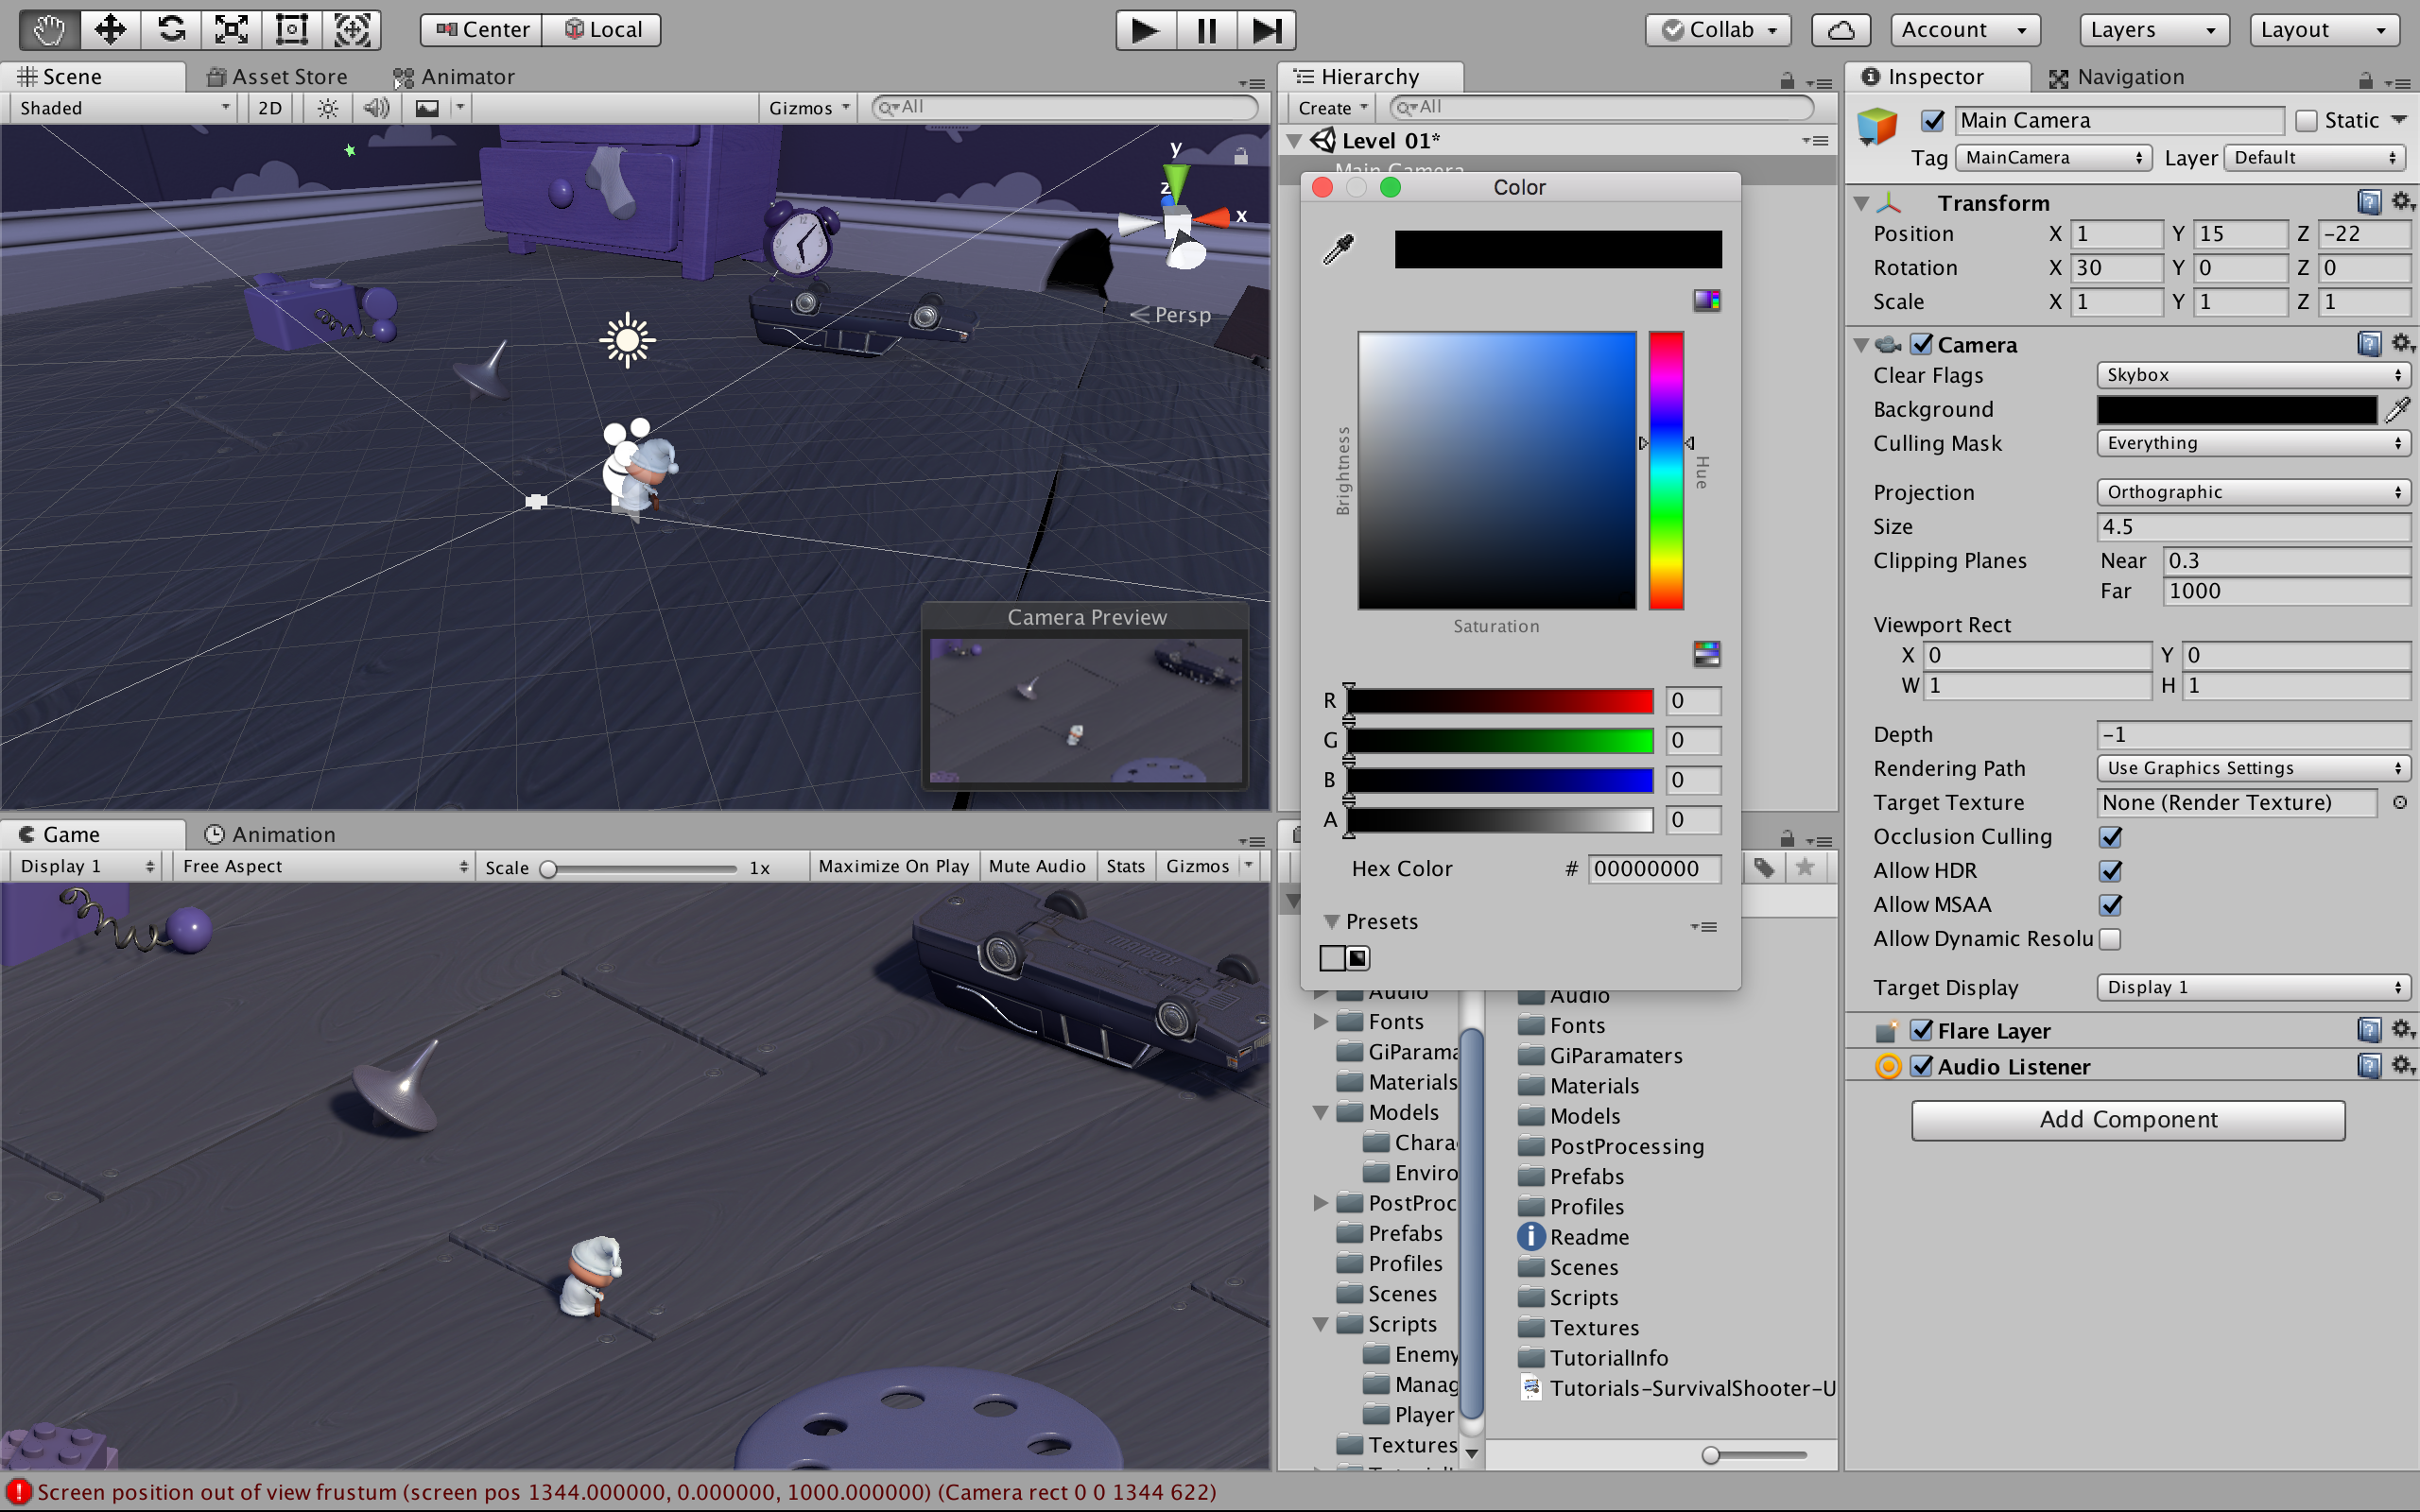 Center Local
Collab Account Layers Layout
Scene Asset Store Animator
Shaded 2D Gizmos All
y
z
x
Persp
Camera Preview
Game Animation
Display 1 Free Aspect Scale 1x Maximize On Play Mute Audio Stats Gizmos
Hierarchy
Create All
Level 01*
Main Camera
Color
Brightness
Hue
Saturation
R 0
G 0
B 0
A 0
Hex Color # 00000000
Presets
Audio
Fonts
GiParama
Materials
Models
Charac
Enviro
PostProc
Prefabs
Profiles
Scenes
Scripts
Enemy
Manag
Player
Textures
Audio
Fonts
GiParamaters
Materials
Models
PostProcessing
Prefabs
Profiles
Readme
Scenes
Scripts
Textures
TutorialInfo
Tutorials-SurvivalShooter-U
Inspector Navigation
Main Camera Static
Tag MainCamera Layer Default
Transform
Position X 1 Y 15 Z -22
Rotation X 30 Y 0 Z 0
Scale X 1 Y 1 Z 1
Camera
Clear Flags Skybox
Background
Culling Mask Everything
Projection Orthographic
Size 4.5
Clipping Planes Near 0.3
Far 1000
Viewport Rect
X 0 Y 0
W 1 H 1
Depth -1
Rendering Path Use Graphics Settings
Target Texture None (Render Texture)
Occlusion Culling
Allow HDR
Allow MSAA
Allow Dynamic Resolu
Target Display Display 1
Flare Layer
Audio Listener
Add Component
Screen position out of view frustum (screen pos 1344.000000, 0.000000, 1000.000000) (Camera rect 0 0 1344 622)